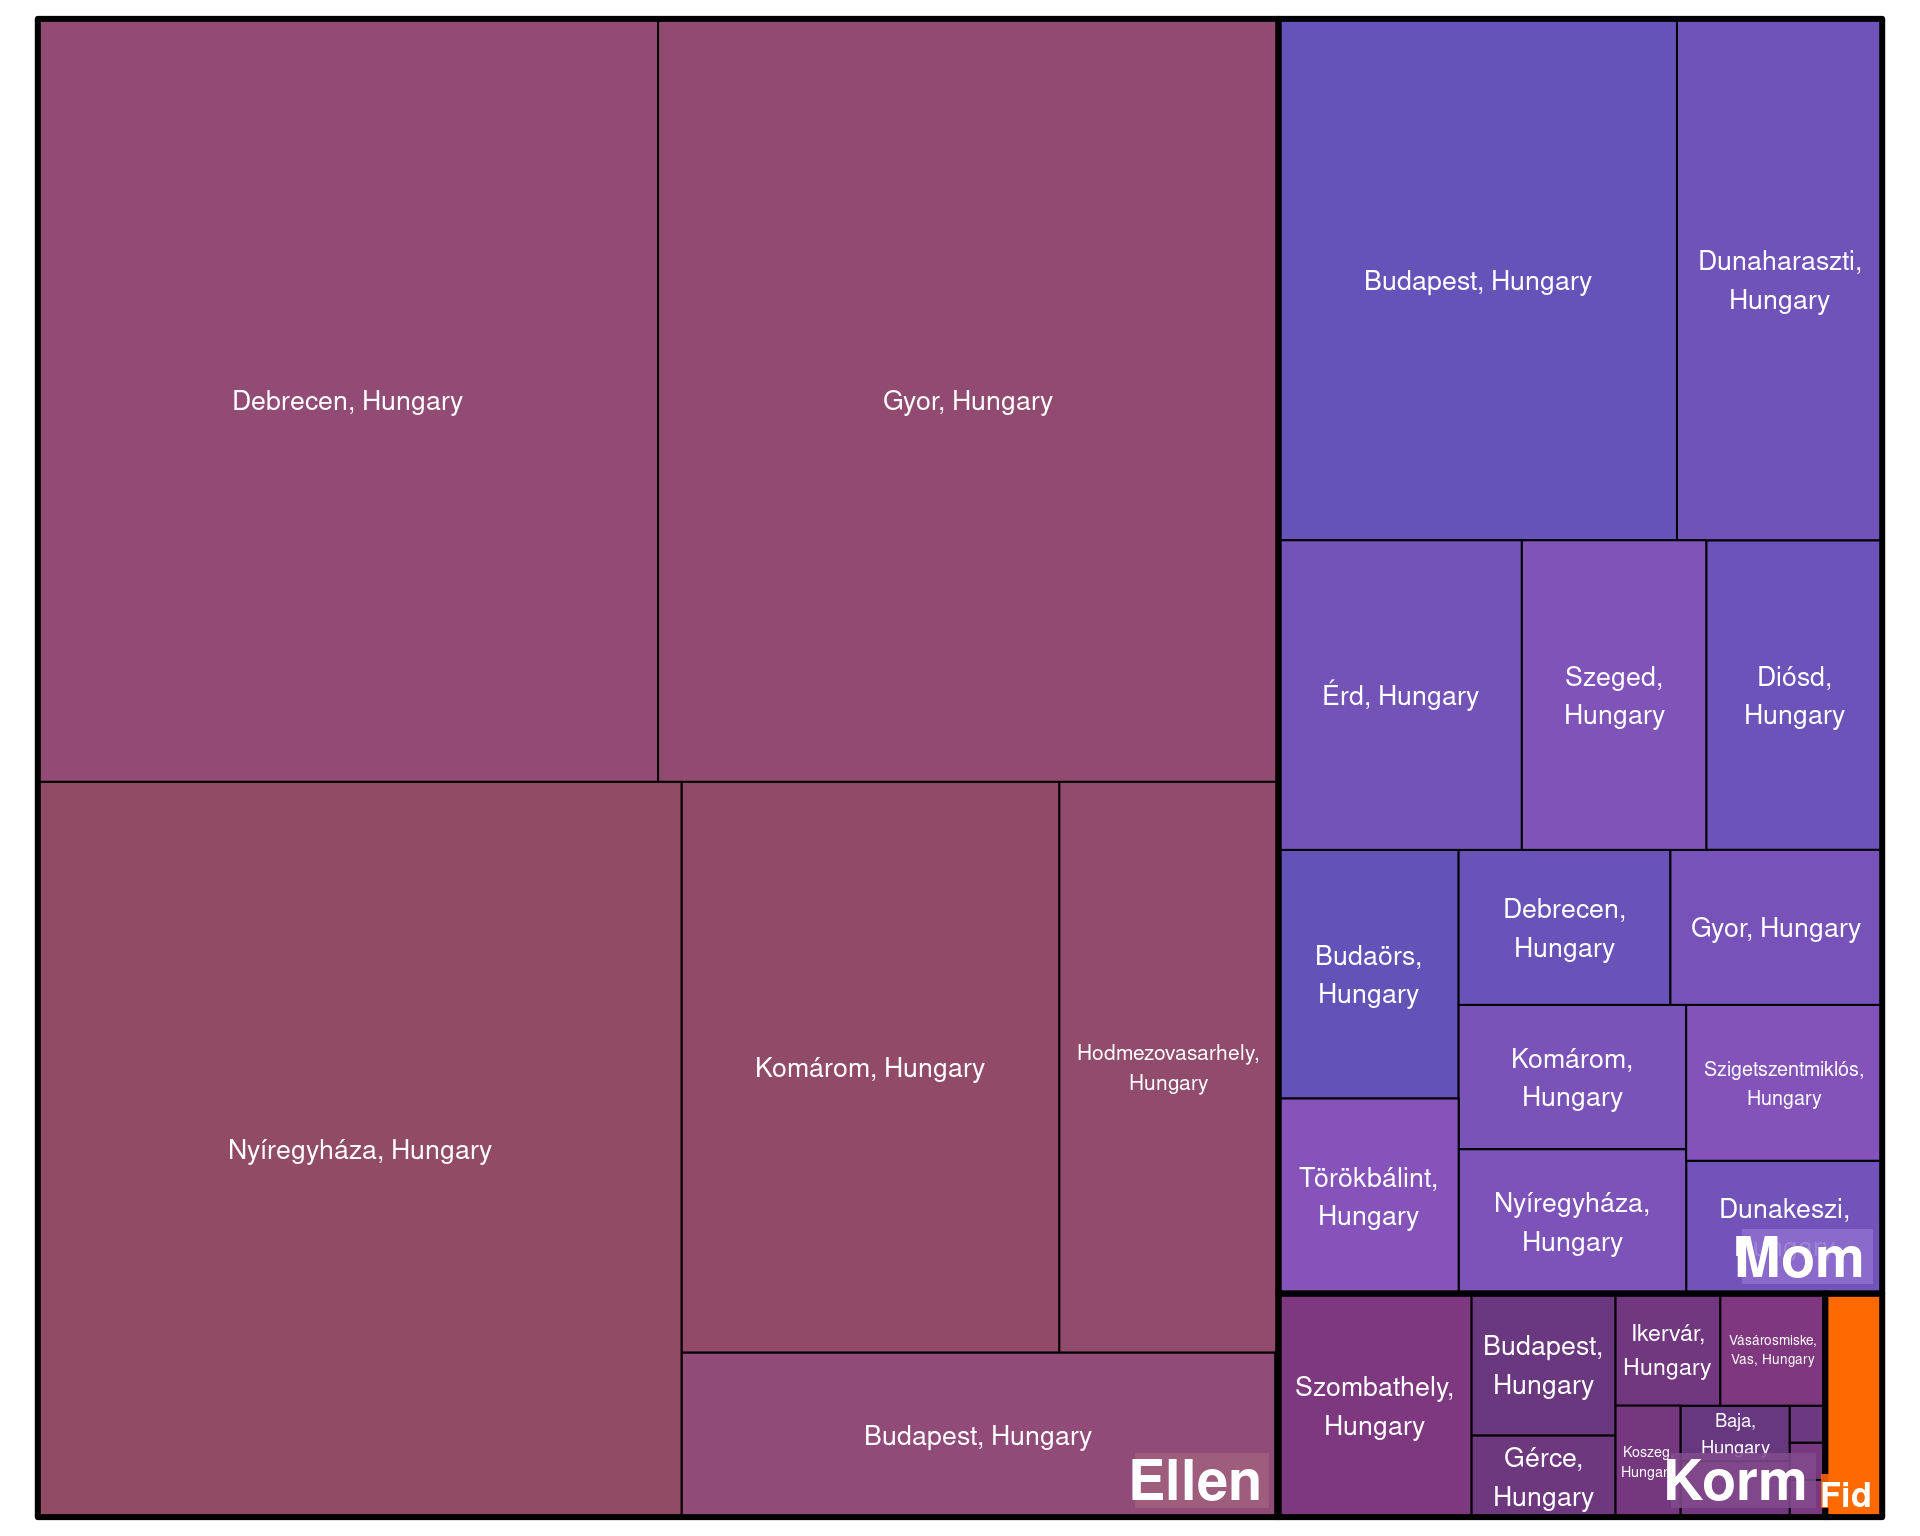 Debrecen, Hungary
Gyor, Hungary
Nyíregyháza, Hungary
Komárom, Hungary
Hodmezovasarhely,
Hungary
Budapest, Hungary
Ellen
Budapest, Hungary
Dunaharaszti,
Hungary
Érd, Hungary
Szeged,
Hungary
Diósd,
Hungary
Budaörs,
Hungary
Debrecen,
Hungary
Gyor, Hungary
Komárom,
Hungary
Szigetszentmiklós,
Hungary
Törökbálint,
Hungary
Nyíregyháza,
Hungary
Dunakeszi,
Mom
Szombathely,
Hungary
Budapest,
Hungary
Gérce,
Hungary
Ikervár,
Hungary
Vásárosmiske,
Vas, Hungary
Koszeg
Baja,
Hungary
Korm
Fid